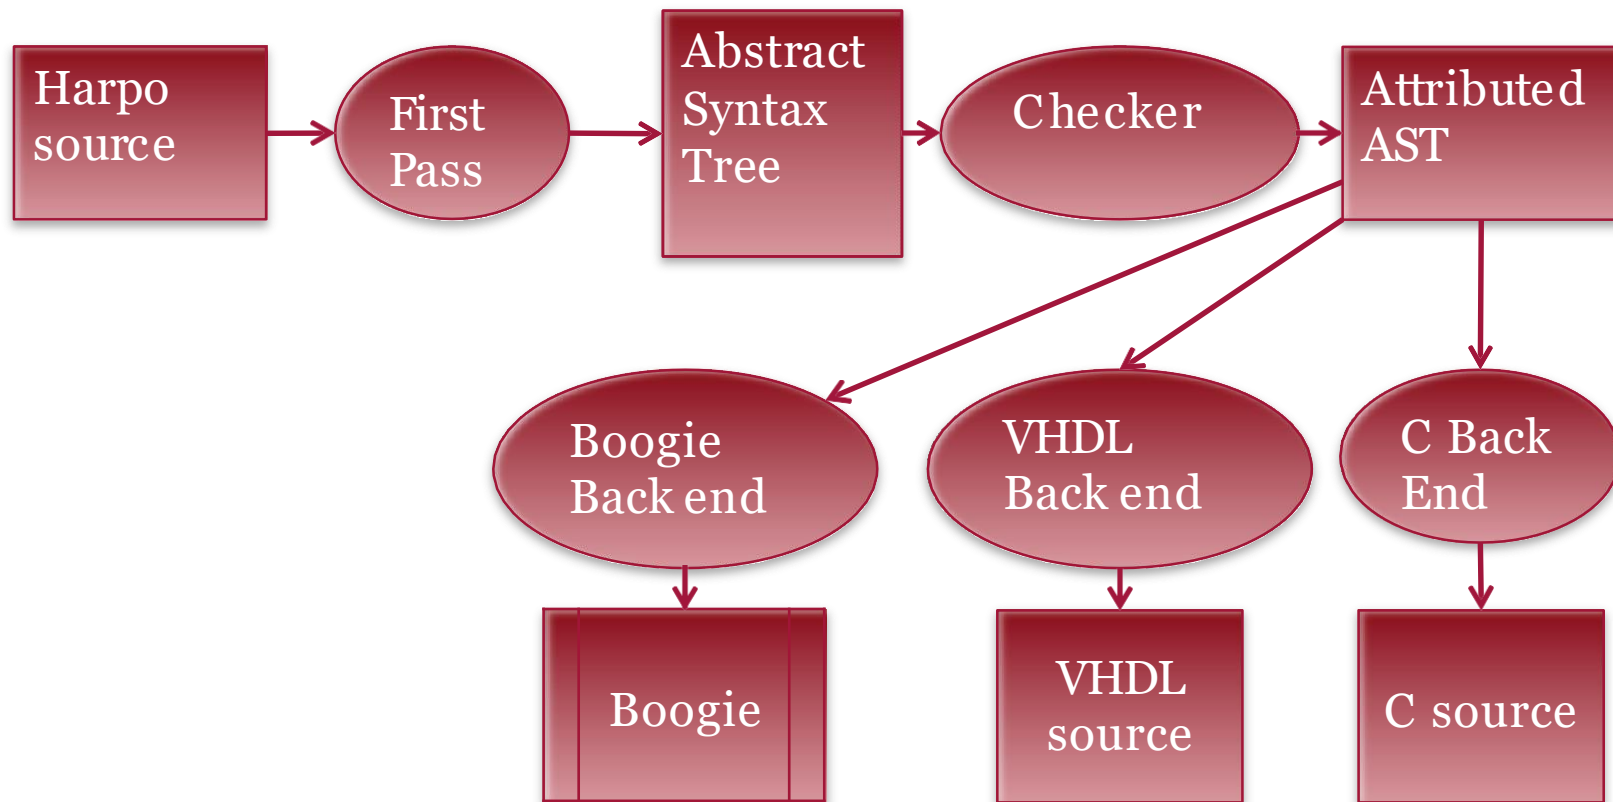 Harpo
source
First
Pass
Abstract
Syntax
Tree
Checker
Attributed
AST
Boogie
Back end
VHDL
Back end
C Back
End
Boogie
VHDL
source
C source